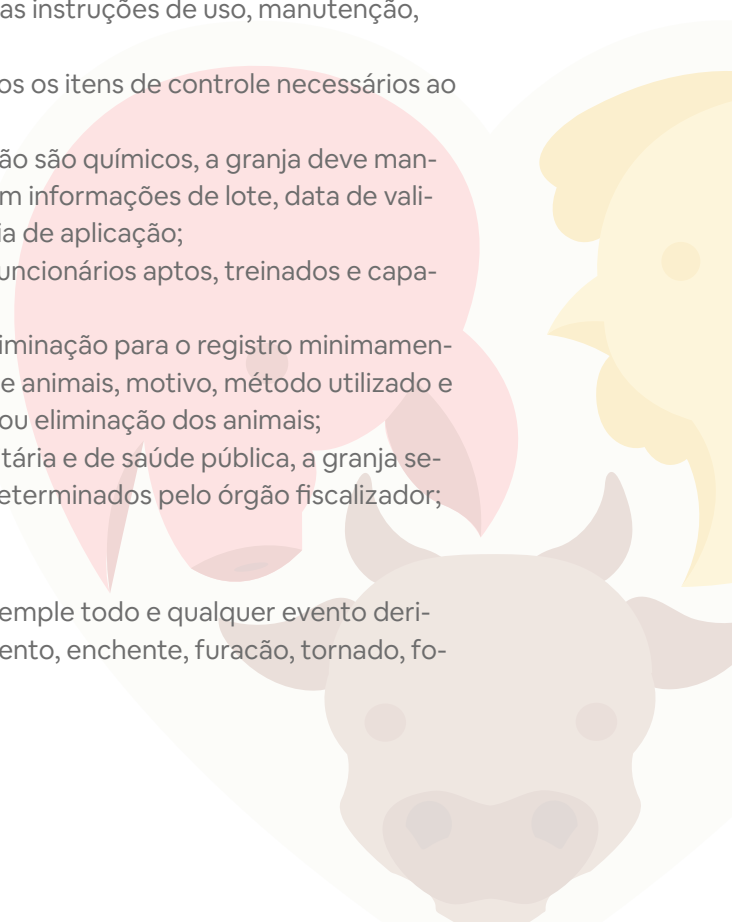 as instruções de uso, manutenção,
os os itens de controle necessários ao
ão são químicos, a granja deve man-
m informações de lote, data de vali-
ia de aplicação;
uncionários aptos, treinados e capa-
iminação para o registro minimamen-
e animais, motivo, método utilizado e
ou eliminação dos animais;
tária e de saúde pública, a granja se-
eterminados pelo órgão fiscalizador;
emple todo e qualquer evento deri-
ento, enchente, furacão, tornado, fo-